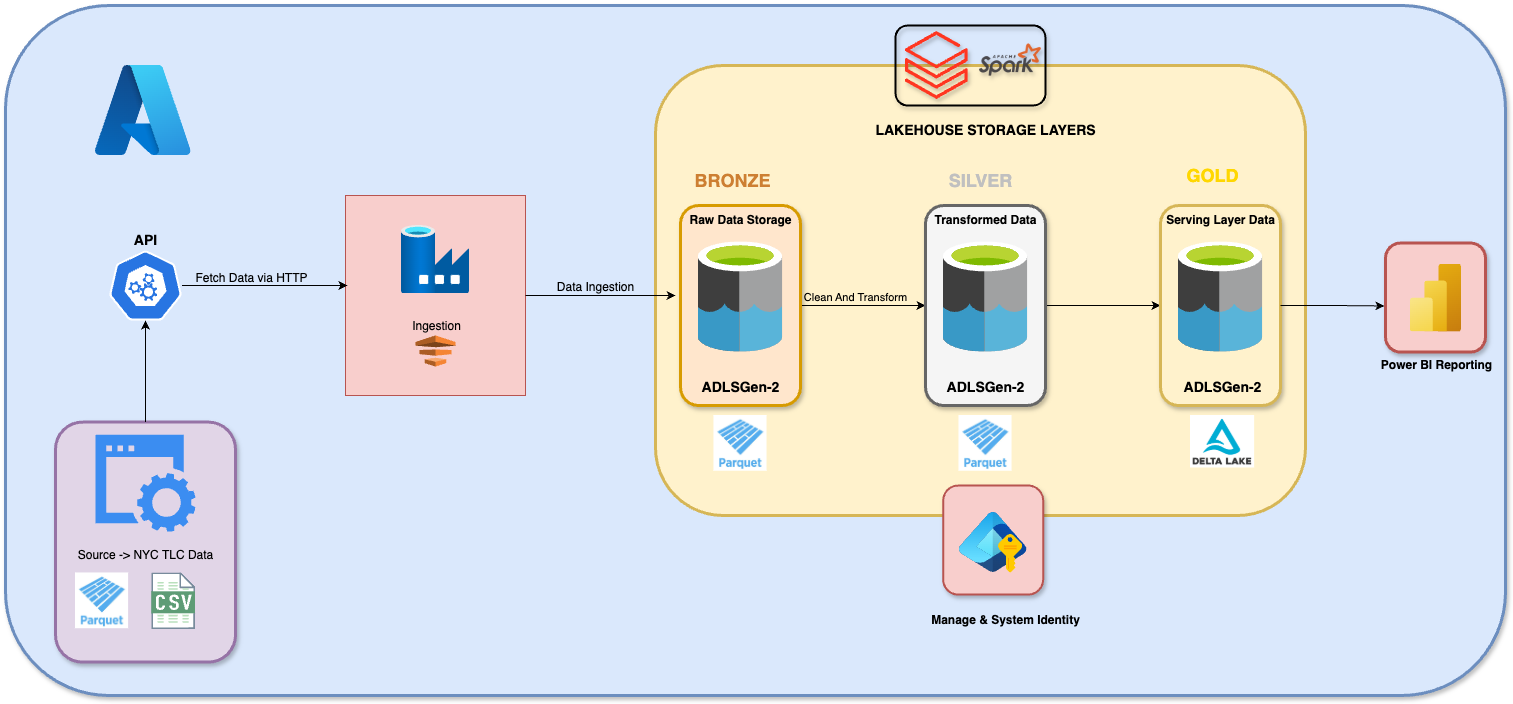 APACHE
Spark
LAKEHOUSE STORAGE LAYERS
BRONZE
SILVER
GOLD
Raw Data Storage
Transformed Data
Serving Layer Data
API
Fetch Data via HTTP
Data Ingestion
Clean And Transform
Ingestion
ADLSGen-2
ADLSGen-2
ADLSGen-2
Power BI Reporting
Parquet
Parquet
DELTA LAKE
Source -> NYC TLC Data
Parquet
CSV
Manage & System Identity